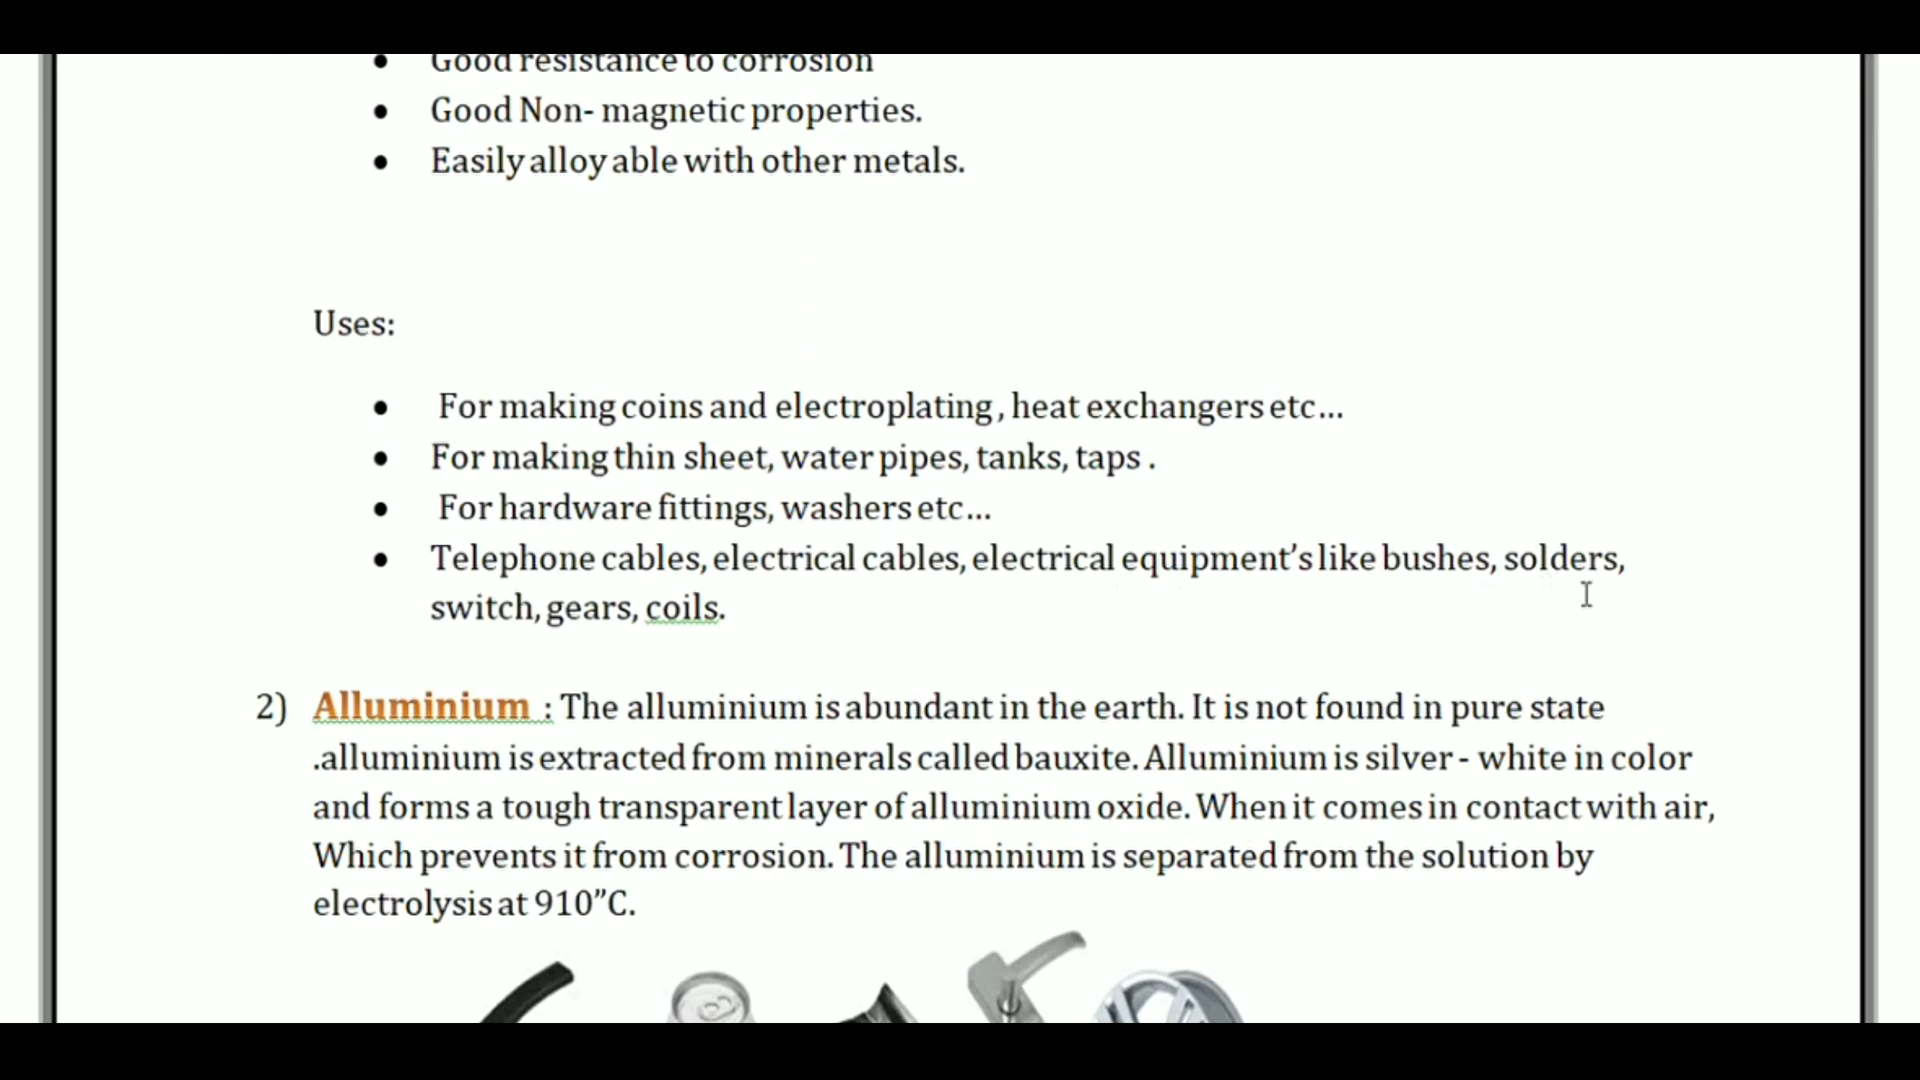 • Good resistance to corrosion
• Good Non- magnetic properties.
• Easily alloy able with other metals.
Uses:
• For making coins and electroplating , heat exchangers etc...
• For making thin sheet, water pipes, tanks, taps .
• For hardware fittings, washers etc...
• Telephone cables, electrical cables, electrical equipment’s like bushes, solders,
switch, gears, coils.
2) Alluminium : The alluminium is abundant in the earth. It is not found in pure state
.alluminium is extracted from minerals called bauxite. Alluminium is silver - white in color
and forms a tough transparent layer of alluminium oxide. When it comes in contact with air,
Which prevents it from corrosion. The alluminium is separated from the solution by
electrolysis at 910”C.